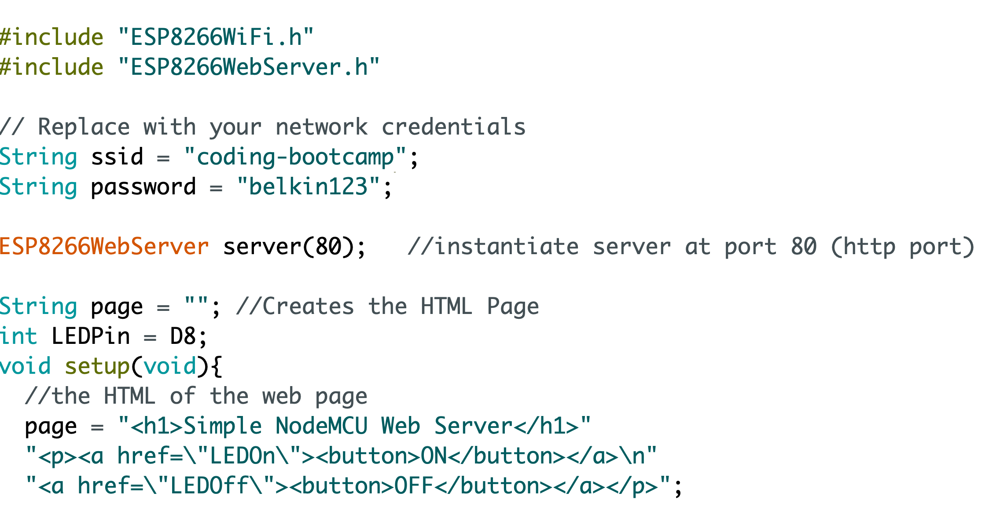 #include "ESP8266WiFi.h"
#include "ESP8266WebServer.h"
// Replace with your network credentials
String ssid = "coding-bootcamp";
String password = "belkin123";
ESP8266WebServer server(80);   //instantiate server at port 80 (http port)
String page = ""; //Creates the HTML Page
int LEDPin = D8;
void setup(void){
  //the HTML of the web page
  page = "<h1>Simple NodeMCU Web Server</h1>"
  "<p><a href=\"LEDOn\"><button>ON</button></a>\n"
  "<a href=\"LEDOff\"><button>OFF</button></a></p>";